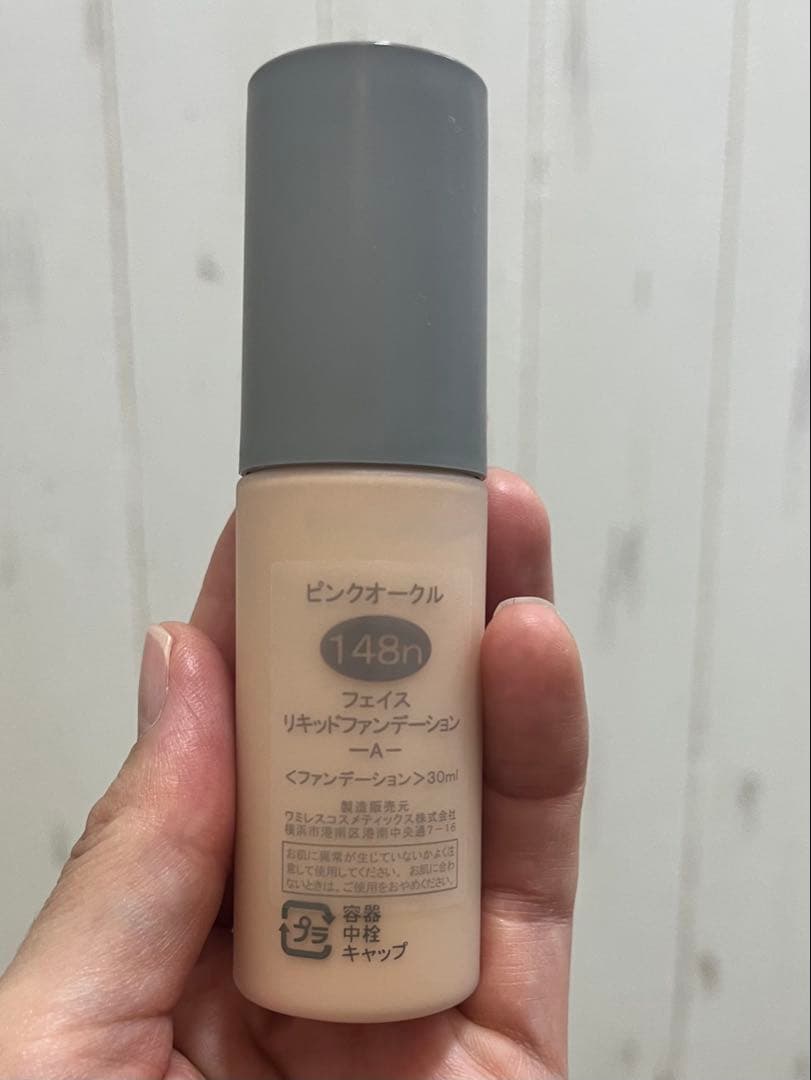 ピンクオークル
148n
フェイス
リキッドファンデーション
ーAー
<ファンデーション>30ml
製造販売元
ワミレスコスメティックス株式会社
横浜市港南区港南中央通7-16
お肌に異常が生じていないかよく注
意して使用してください。お肌に合わ
ないときは、ご使用をおやめください。
プラ
容器
中栓
キャップ